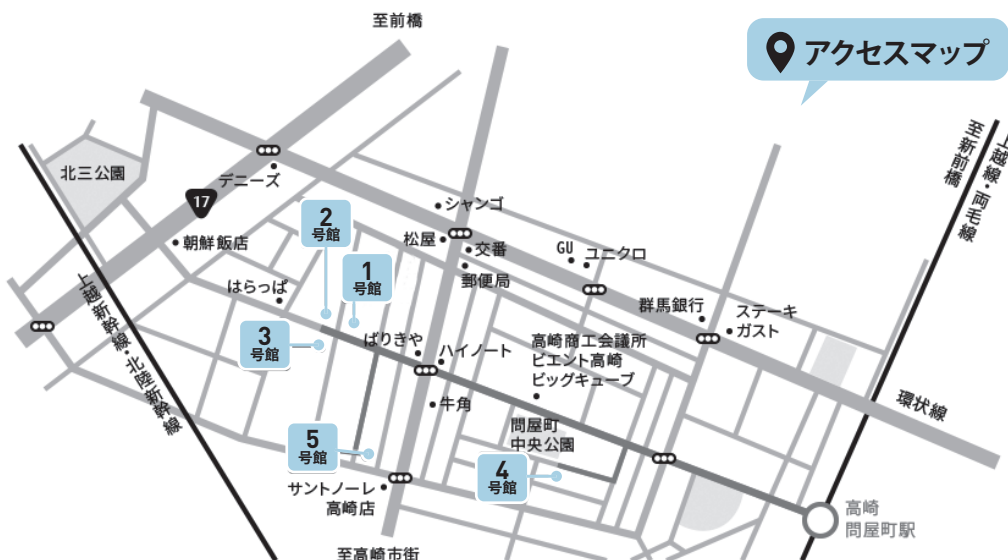 至前橋
アクセスマップ
北三公園
デニーズ
17
朝鮮飯店
はらっぱ
2
号館
1
号館
3
号館
シャンゴ
松屋
交番
郵便局
GU
ユニクロ
群馬銀行
ステーキ
ガスト
至新前橋
上越線・両毛線
環状線
上越新幹線・北陸新幹線
ぱりきや
ハイノート
高崎商工会議所
ビエント高崎
ビッグキューブ
牛角
問屋町
中央公園
5
号館
4
号館
サントノーレ
高崎店
高崎
問屋町駅
至高崎市街